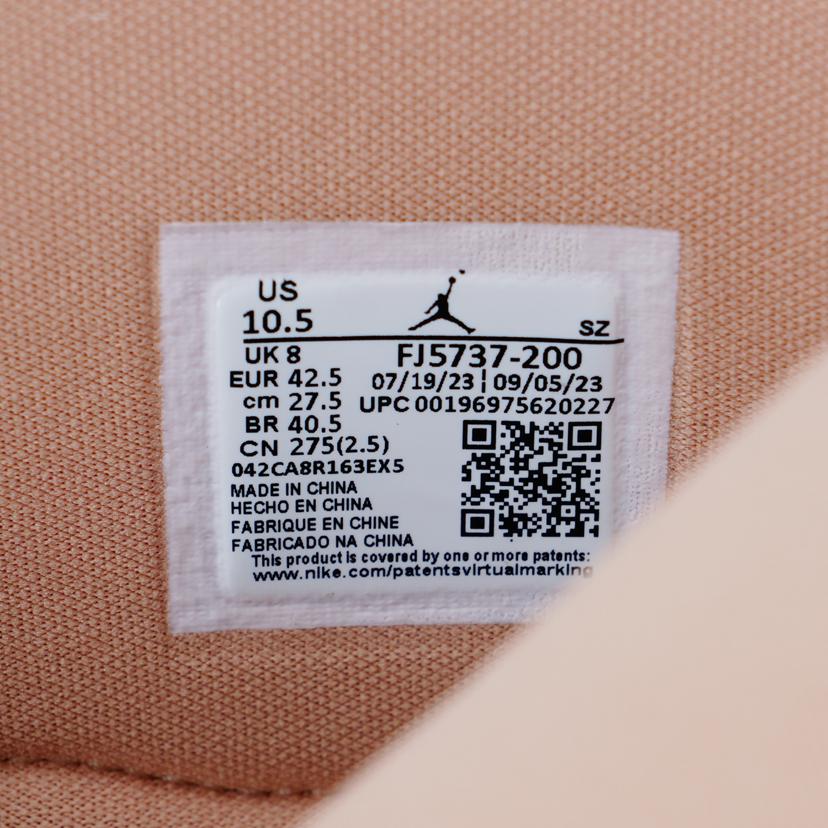 US
10.5
SZ
UK 8
FJ5737-200
EUR 42.5
07/19/23 | 09/05/23
cm 27.5
UPC 00196975620227
BR 40.5
CN 275(2.5)
042CA8R163EX5
MADE IN CHINA
HECHO EN CHINA
FABRIQUE EN CHINE
FABRICADO NA CHINA
This product is covered by one or more patents:
www.nike.com/patentsvirtualmarking